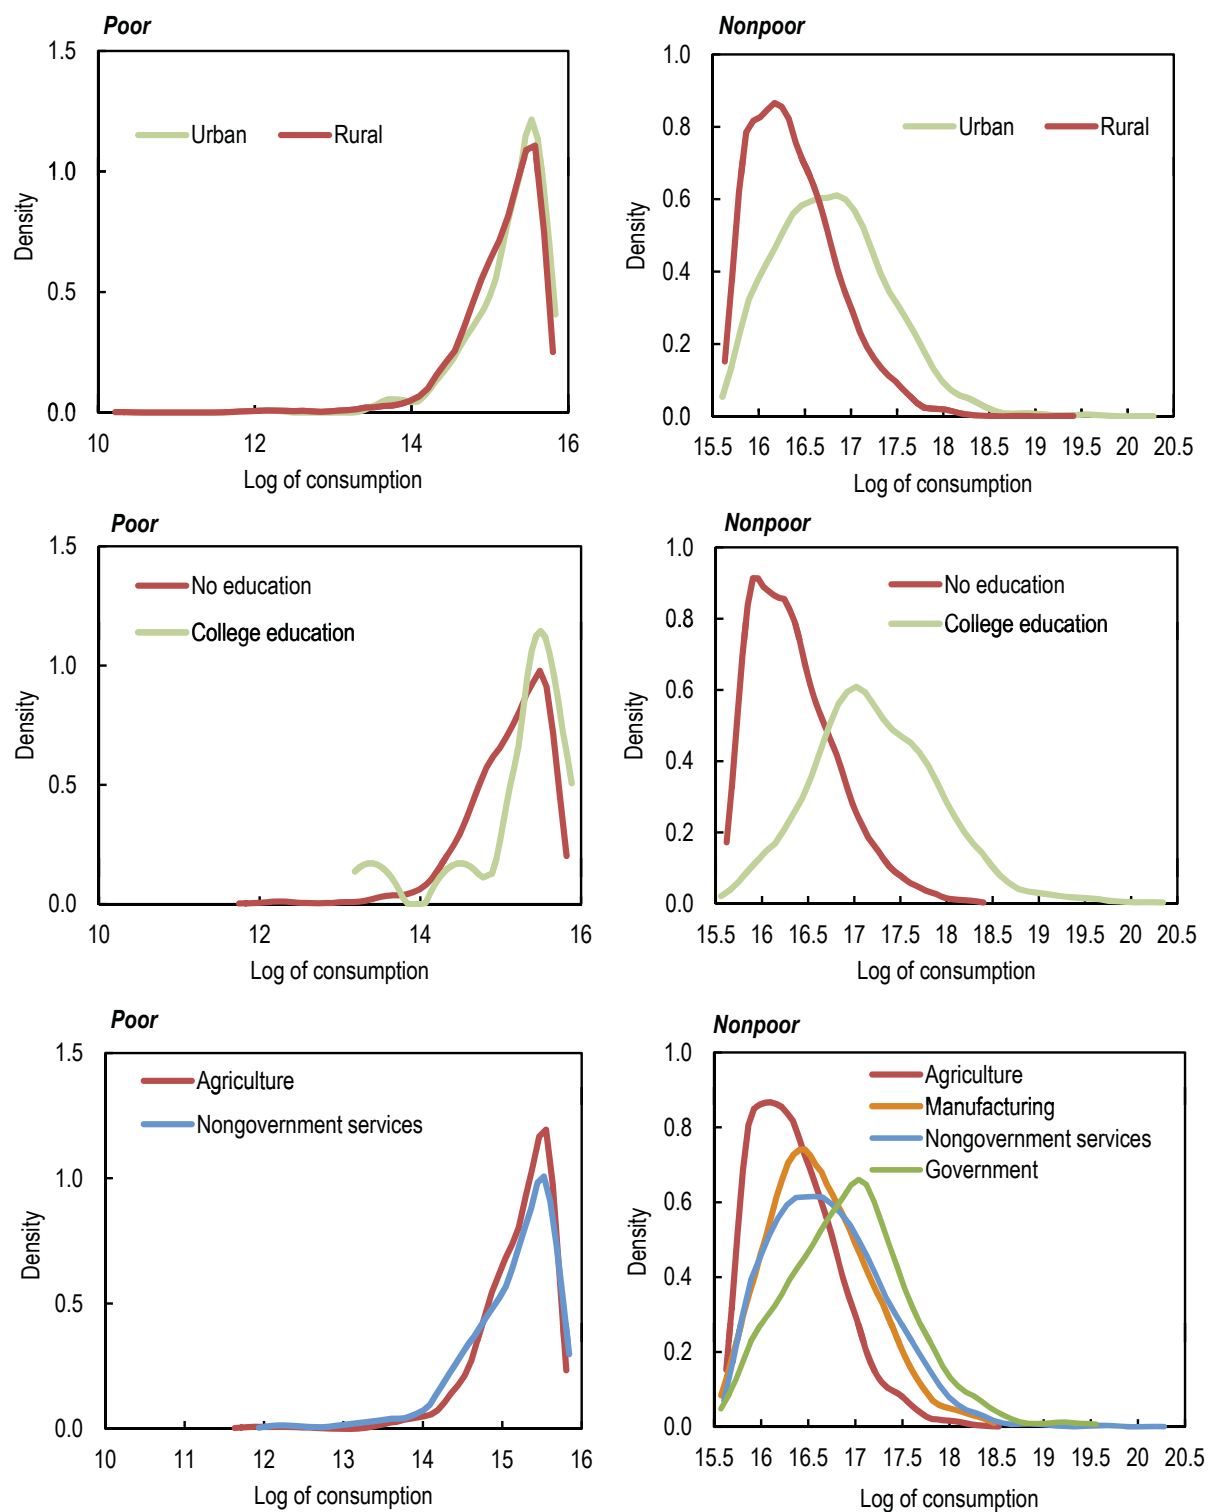 Poor
1.5
1.0
0.5
0.0
Density
Urban
Rural
10 12 14 16
Log of consumption
Nonpoor
1.0
0.8
0.6
0.4
0.2
0.0
Density
Urban
Rural
15.5 16 16.5 17 17.5 18 18.5 19 19.5 20 20.5
Log of consumption
Poor
1.5
1.0
0.5
0.0
Density
No education
College education
10 12 14 16
Log of consumption
Nonpoor
1.0
0.8
0.6
0.4
0.2
0.0
Density
No education
College education
15.5 16 16.5 17 17.5 18 18.5 19 19.5 20 20.5
Log of consumption
Poor
1.5
1.0
0.5
0.0
Density
Agriculture
Nongovernment services
10 11 12 13 14 15 16
Log of consumption
Nonpoor
1.0
0.8
0.6
0.4
0.2
0.0
Density
Agriculture
Manufacturing
Nongovernment services
Government
15.5 16 16.5 17 17.5 18 18.5 19 19.5 20 20.5
Log of consumption